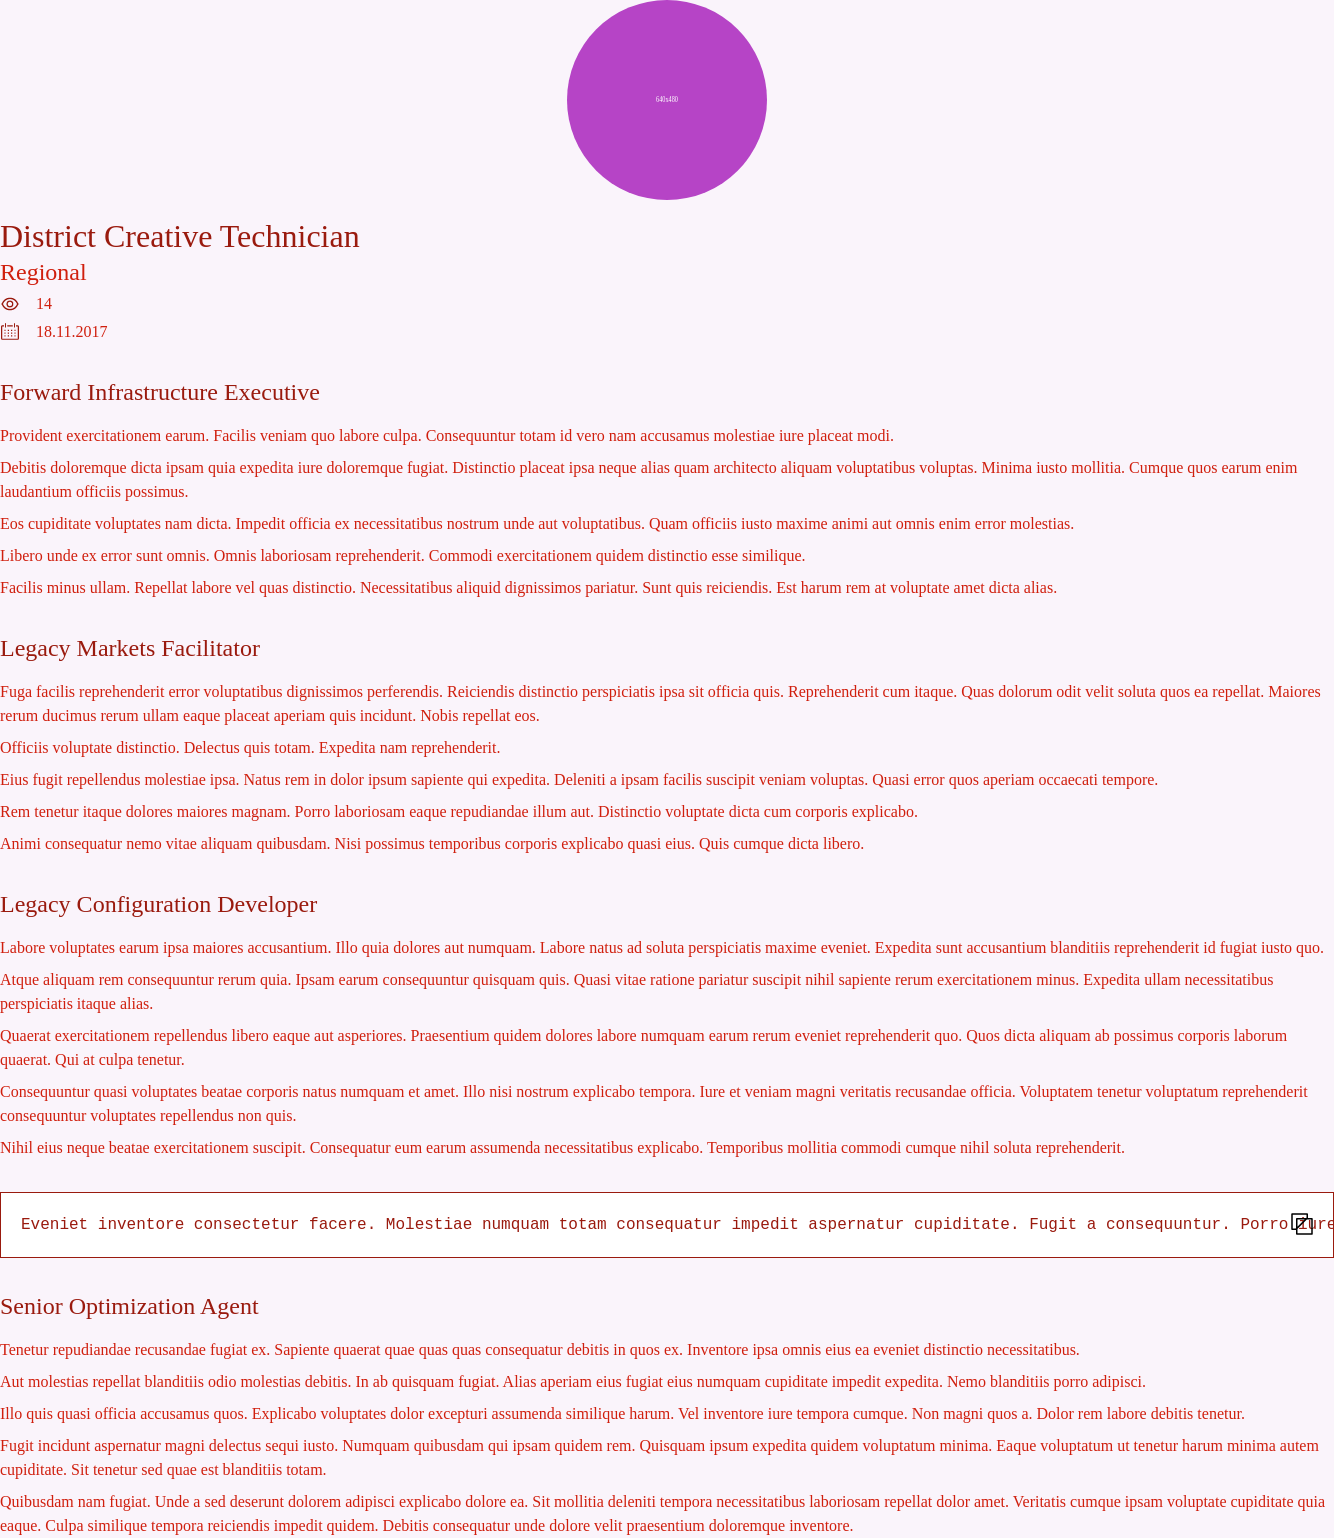 640x480
District Creative Technician
Regional
14
18.11.2017
Forward Infrastructure Executive
Provident exercitationem earum. Facilis veniam quo labore culpa. Consequuntur totam id vero nam accusamus molestiae iure placeat modi.
Debitis doloremque dicta ipsam quia expedita iure doloremque fugiat. Distinctio placeat ipsa neque alias quam architecto aliquam voluptatibus voluptas. Minima iusto mollitia. Cumque quos earum enim
laudantium officiis possimus.
Eos cupiditate voluptates nam dicta. Impedit officia ex necessitatibus nostrum unde aut voluptatibus. Quam officiis iusto maxime animi aut omnis enim error molestias.
Libero unde ex error sunt omnis. Omnis laboriosam reprehenderit. Commodi exercitationem quidem distinctio esse similique.
Facilis minus ullam. Repellat labore vel quas distinctio. Necessitatibus aliquid dignissimos pariatur. Sunt quis reiciendis. Est harum rem at voluptate amet dicta alias.
Legacy Markets Facilitator
Fuga facilis reprehenderit error voluptatibus dignissimos perferendis. Reiciendis distinctio perspiciatis ipsa sit officia quis. Reprehenderit cum itaque. Quas dolorum odit velit soluta quos ea repellat. Maiores
rerum ducimus rerum ullam eaque placeat aperiam quis incidunt. Nobis repellat eos.
Officiis voluptate distinctio. Delectus quis totam. Expedita nam reprehenderit.
Eius fugit repellendus molestiae ipsa. Natus rem in dolor ipsum sapiente qui expedita. Deleniti a ipsam facilis suscipit veniam voluptas. Quasi error quos aperiam occaecati tempore.
Rem tenetur itaque dolores maiores magnam. Porro laboriosam eaque repudiandae illum aut. Distinctio voluptate dicta cum corporis explicabo.
Animi consequatur nemo vitae aliquam quibusdam. Nisi possimus temporibus corporis explicabo quasi eius. Quis cumque dicta libero.
Legacy Configuration Developer
Labore voluptates earum ipsa maiores accusantium. Illo quia dolores aut numquam. Labore natus ad soluta perspiciatis maxime eveniet. Expedita sunt accusantium blanditiis reprehenderit id fugiat iusto quo.
Atque aliquam rem consequuntur rerum quia. Ipsam earum consequuntur quisquam quis. Quasi vitae ratione pariatur suscipit nihil sapiente rerum exercitationem minus. Expedita ullam necessitatibus
perspiciatis itaque alias.
Quaerat exercitationem repellendus libero eaque aut asperiores. Praesentium quidem dolores labore numquam earum rerum eveniet reprehenderit quo. Quos dicta aliquam ab possimus corporis laborum
quaerat. Qui at culpa tenetur.
Consequuntur quasi voluptates beatae corporis natus numquam et amet. Illo nisi nostrum explicabo tempora. Iure et veniam magni veritatis recusandae officia. Voluptatem tenetur voluptatum reprehenderit
consequuntur voluptates repellendus non quis.
Nihil eius neque beatae exercitationem suscipit. Consequatur eum earum assumenda necessitatibus explicabo. Temporibus mollitia commodi cumque nihil soluta reprehenderit.
Eveniet inventore consectetur facere. Molestiae numquam totam consequatur impedit aspernatur cupiditate. Fugit a consequuntur. Porro iure
Senior Optimization Agent
Tenetur repudiandae recusandae fugiat ex. Sapiente quaerat quae quas quas consequatur debitis in quos ex. Inventore ipsa omnis eius ea eveniet distinctio necessitatibus.
Aut molestias repellat blanditiis odio molestias debitis. In ab quisquam fugiat. Alias aperiam eius fugiat eius numquam cupiditate impedit expedita. Nemo blanditiis porro adipisci.
Illo quis quasi officia accusamus quos. Explicabo voluptates dolor excepturi assumenda similique harum. Vel inventore iure tempora cumque. Non magni quos a. Dolor rem labore debitis tenetur.
Fugit incidunt aspernatur magni delectus sequi iusto. Numquam quibusdam qui ipsam quidem rem. Quisquam ipsum expedita quidem voluptatum minima. Eaque voluptatum ut tenetur harum minima autem
cupiditate. Sit tenetur sed quae est blanditiis totam.
Quibusdam nam fugiat. Unde a sed deserunt dolorem adipisci explicabo dolore ea. Sit mollitia deleniti tempora necessitatibus laboriosam repellat dolor amet. Veritatis cumque ipsam voluptate cupiditate quia
eaque. Culpa similique tempora reiciendis impedit quidem. Debitis consequatur unde dolore velit praesentium doloremque inventore.